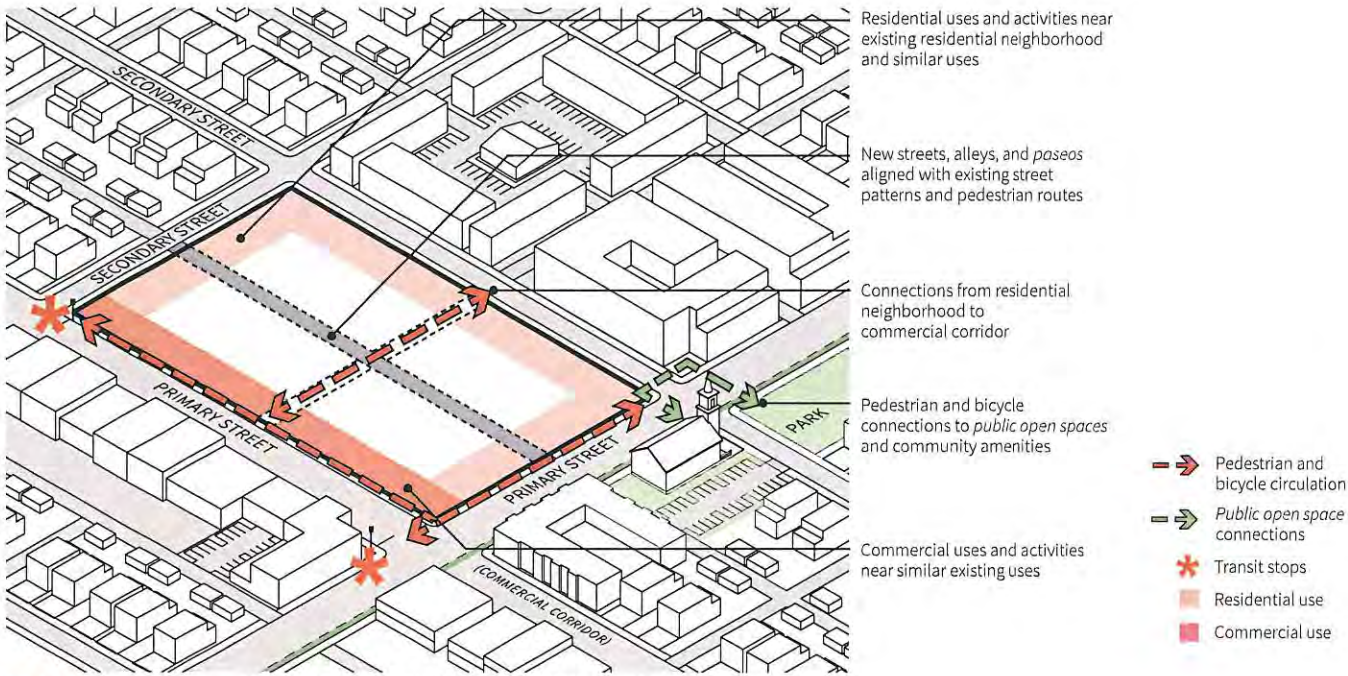 Residential uses and activities near
existing residential neighborhood
and similar uses
New streets, alleys, and paseos
aligned with existing street
patterns and pedestrian routes
Connections from residential
neighborhood to
commercial corridor
Pedestrian and bicycle
connections to public open spaces
and community amenities
Commercial uses and activities
near similar existing uses
SECONDARY STREET
SECONDARY STREET
PRIMARY STREET
PRIMARY STREET
(COMMERCIAL CORRIDOR)
PARK
Pedestrian and
bicycle circulation
Public open space
connections
Transit stops
Residential use
Commercial use